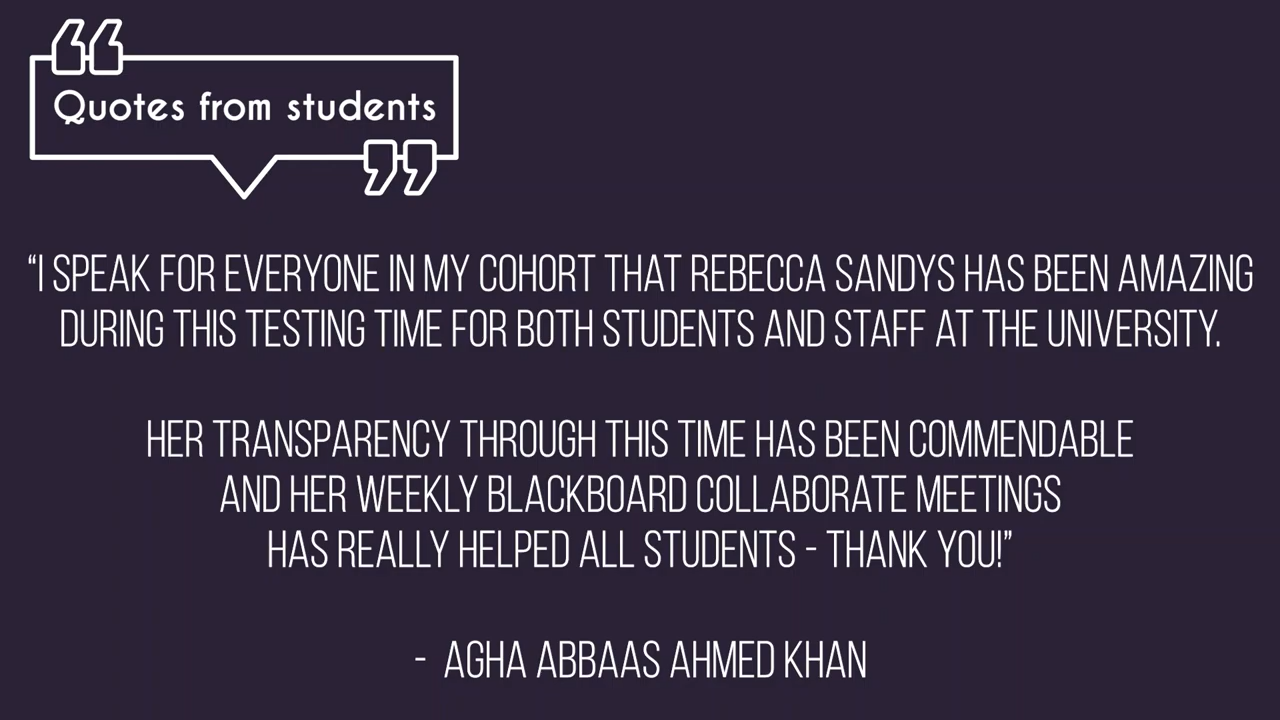 Quotes from students
“I SPEAK FOR EVERYONE IN MY COHORT THAT REBECCA SANDYS HAS BEEN AMAZING
DURING THIS TESTING TIME FOR BOTH STUDENTS AND STAFF AT THE UNIVERSITY.
HER TRANSPARENCY THROUGH THIS TIME HAS BEEN COMMENDABLE
AND HER WEEKLY BLACKBOARD COLLABORATE MEETINGS
HAS REALLY HELPED ALL STUDENTS - THANK YOU!”
- AGHA ABBAAS AHMED KHAN